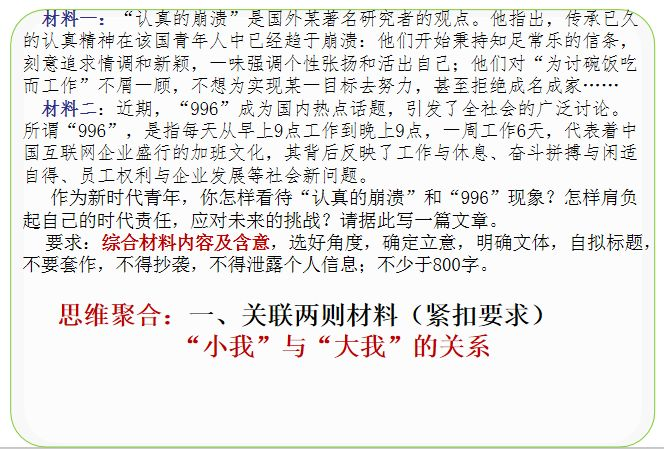 材料一：“认真的崩溃”是国外某著名研究者的观点。他指出，传承已久
的认真精神在该国青年人中已经趋于崩溃：他们开始秉持知足常乐的信条，
刻意追求情调和新颖，一味强调个性张扬和活出自己；他们对“为讨碗饭吃
而工作”不屑一顾，不想为实现某一目标去努力，甚至拒绝成名成家……
材料二：近期，“996”成为国内热点话题，引发了全社会的广泛讨论。
所谓“996”，是指每天从早上9点工作到晚上9点，一周工作6天，代表着中
国互联网企业盛行的加班文化，其背后反映了工作与休息、奋斗拼搏与闲适
自得、员工权利与企业发展等社会新问题。
作为新时代青年，你怎样看待“认真的崩溃”和“996”现象？怎样肩负
起自己的时代责任，应对未来的挑战？请据此写一篇文章。
要求：综合材料内容及含意，选好角度，确定立意，明确文体，自拟标题，
不要套作，不得抄袭，不得泄露个人信息；不少于800字。
思维聚合：一、关联两则材料（紧扣要求）
“小我”与“大我”的关系